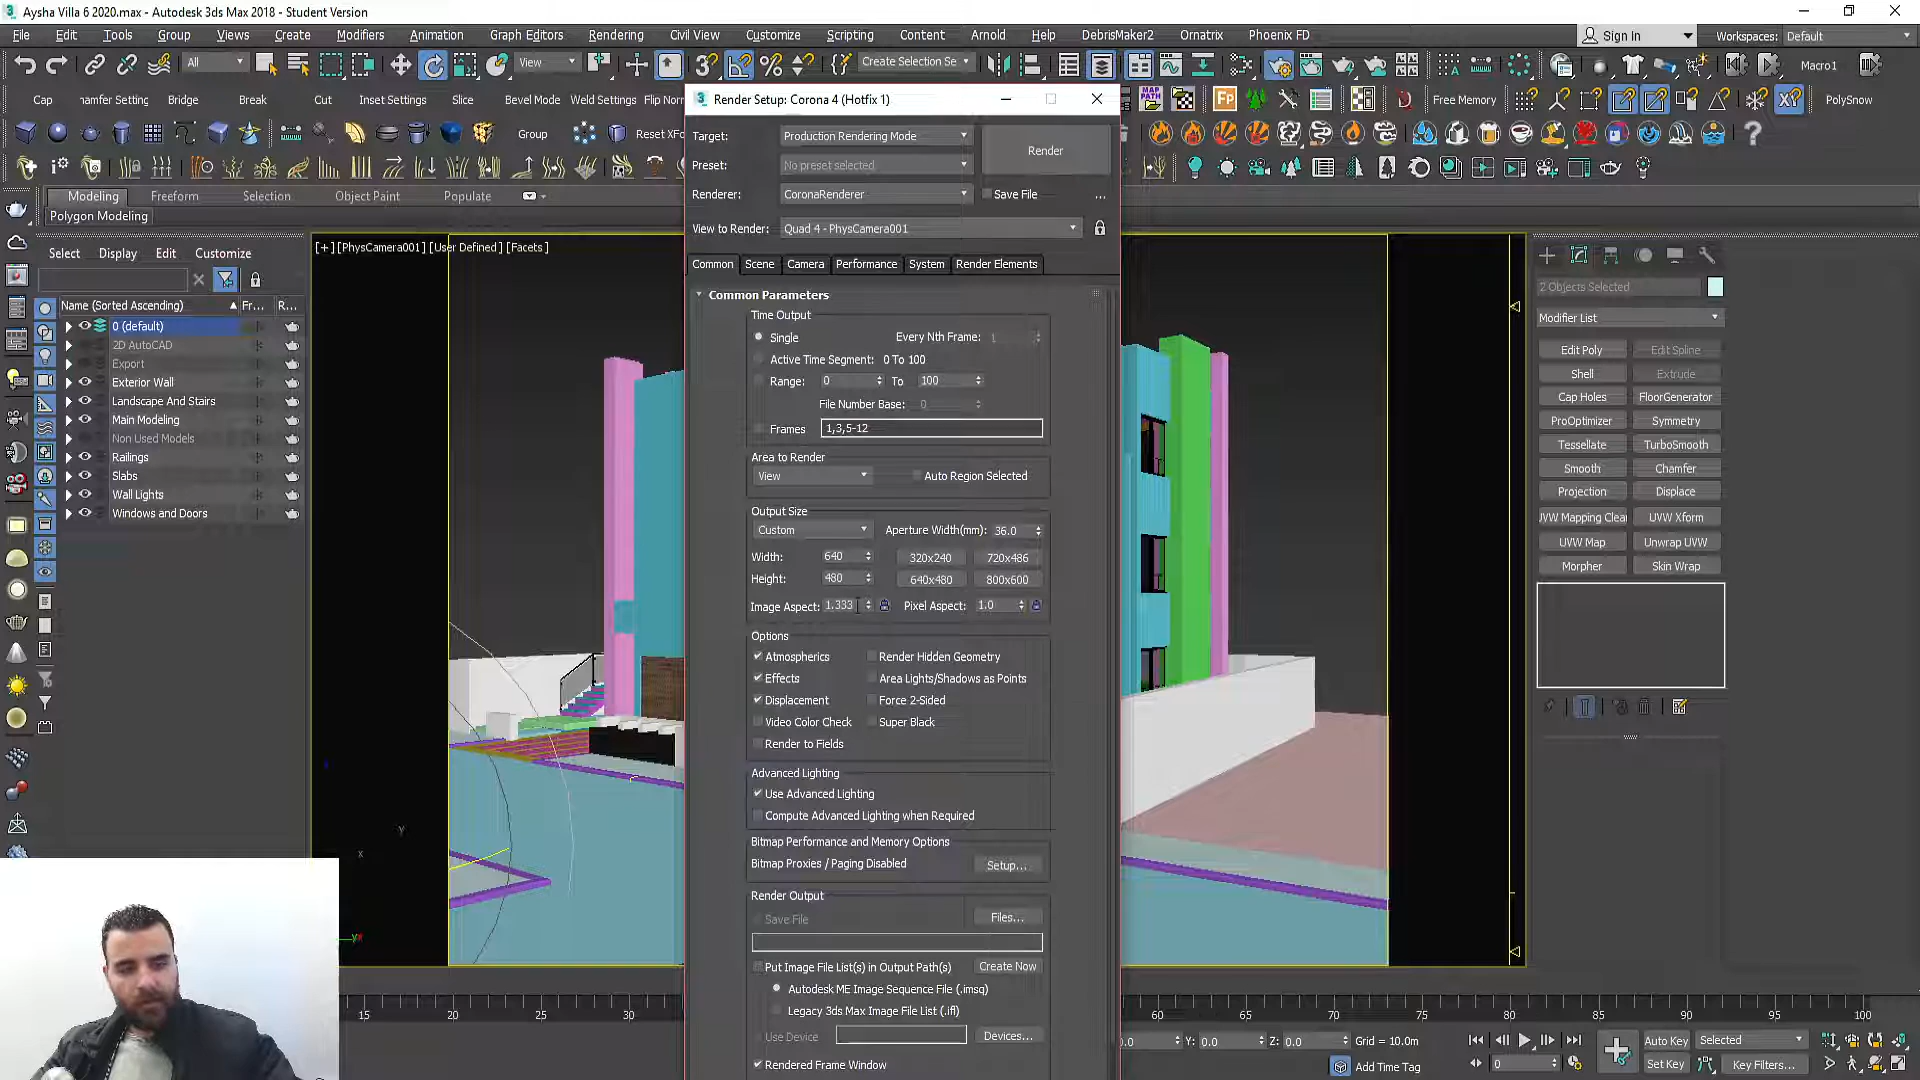 Aysha Villa 6 2020.max - Autodesk 3ds Max 2018 - Student Version
File Edit Tools Group Views Create Modifiers Animation Graph Editors Rendering Civil View Customize Scripting Content Arnold Help DebrisMaker2 Ornatrix Phoenix FD
Sign In Workspaces: Default
All View Create Selection Se Macro1
Cap hamfer Setting Bridge Break Cut Inset Settings Slice Bevel Mode Weld Settings Flip Norm
Free Memory PolySnow
Group Reset XFo
Modeling Freeform Selection Object Paint Populate
Polygon Modeling
Select Display Edit Customize
Name (Sorted Ascending) Fr... R...
0 (default)
2D AutoCAD
Export
Exterior Wall
Landscape And Stairs
Main Modeling
Non Used Models
Railings
Slabs
Wall Lights
Windows and Doors
[+] [PhysCamera001] [User Defined] [Facets]
Render Setup: Corona 4 (Hotfix 1)
Target: Production Rendering Mode
Render
Preset: No preset selected
Renderer: CoronaRenderer Save File ...
View to Render: Quad 4 - PhysCamera001
Common Scene Camera Performance System Render Elements
Common Parameters
Time Output
Single Every Nth Frame: 1
Active Time Segment: 0 To 100
Range: 0 To 100
File Number Base: 0
Frames 1,3,5-12
Area to Render
View Auto Region Selected
Output Size
Custom Aperture Width(mm): 36.0
Width: 640 320x240 720x486
Height: 480 640x480 800x600
Image Aspect: 1.333 Pixel Aspect: 1.0
Options
Atmospherics Render Hidden Geometry
Effects Area Lights/Shadows as Points
Displacement Force 2-Sided
Video Color Check Super Black
Render to Fields
Advanced Lighting
Use Advanced Lighting
Compute Advanced Lighting when Required
Bitmap Performance and Memory Options
Bitmap Proxies / Paging Disabled Setup...
Render Output
Save File Files...
Put Image File List(s) in Output Path(s) Create Now
Autodesk ME Image Sequence File (.imsq)
Legacy 3ds Max Image File List (.ifl)
Use Device Devices...
Rendered Frame Window
2 Objects Selected
Modifier List
Edit Poly Edit Spline
Shell Extrude
Cap Holes FloorGenerator
ProOptimizer Symmetry
Tessellate TurboSmooth
Smooth Chamfer
Projection Displace
UVW Mapping Clea UVW Xform
UVW Map Unwrap UVW
Morpher Skin Wrap
Y
X
15 20 25 30 60 65 70 75 80 85 90 95 100
0.0 Y: 0.0 Z: 0.0 Grid = 10.0m Auto Key Selected
Add Time Tag 0 Set Key Key Filters...